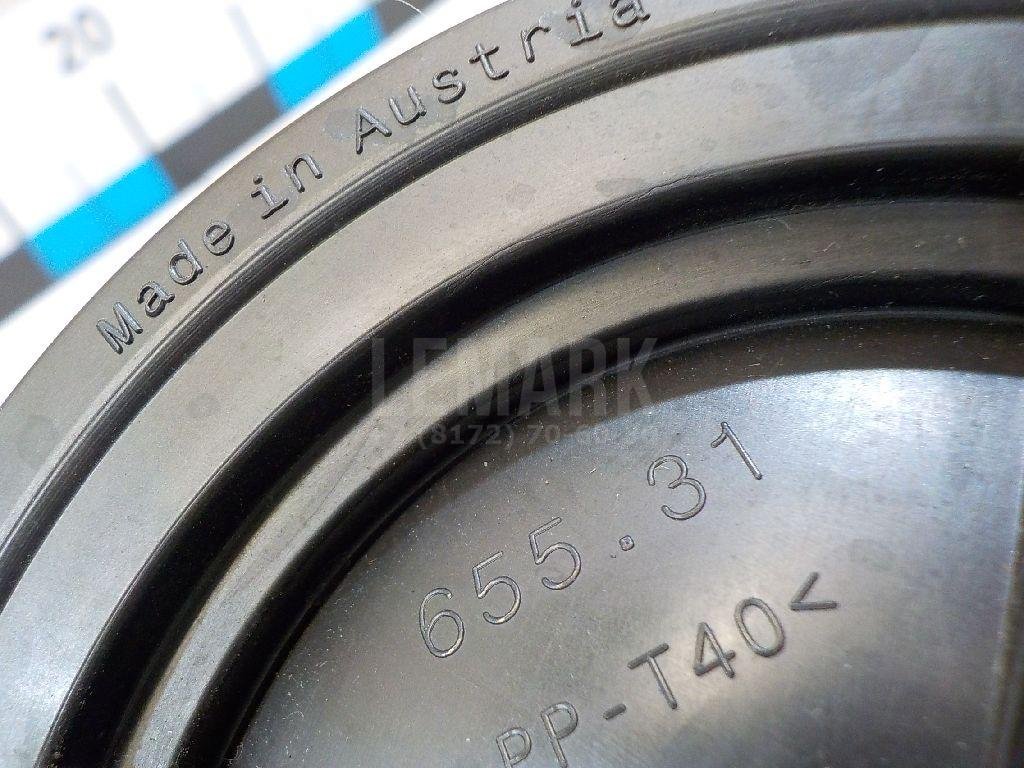 20
Made in Austria
LEMARK
655.31
PP-T40<